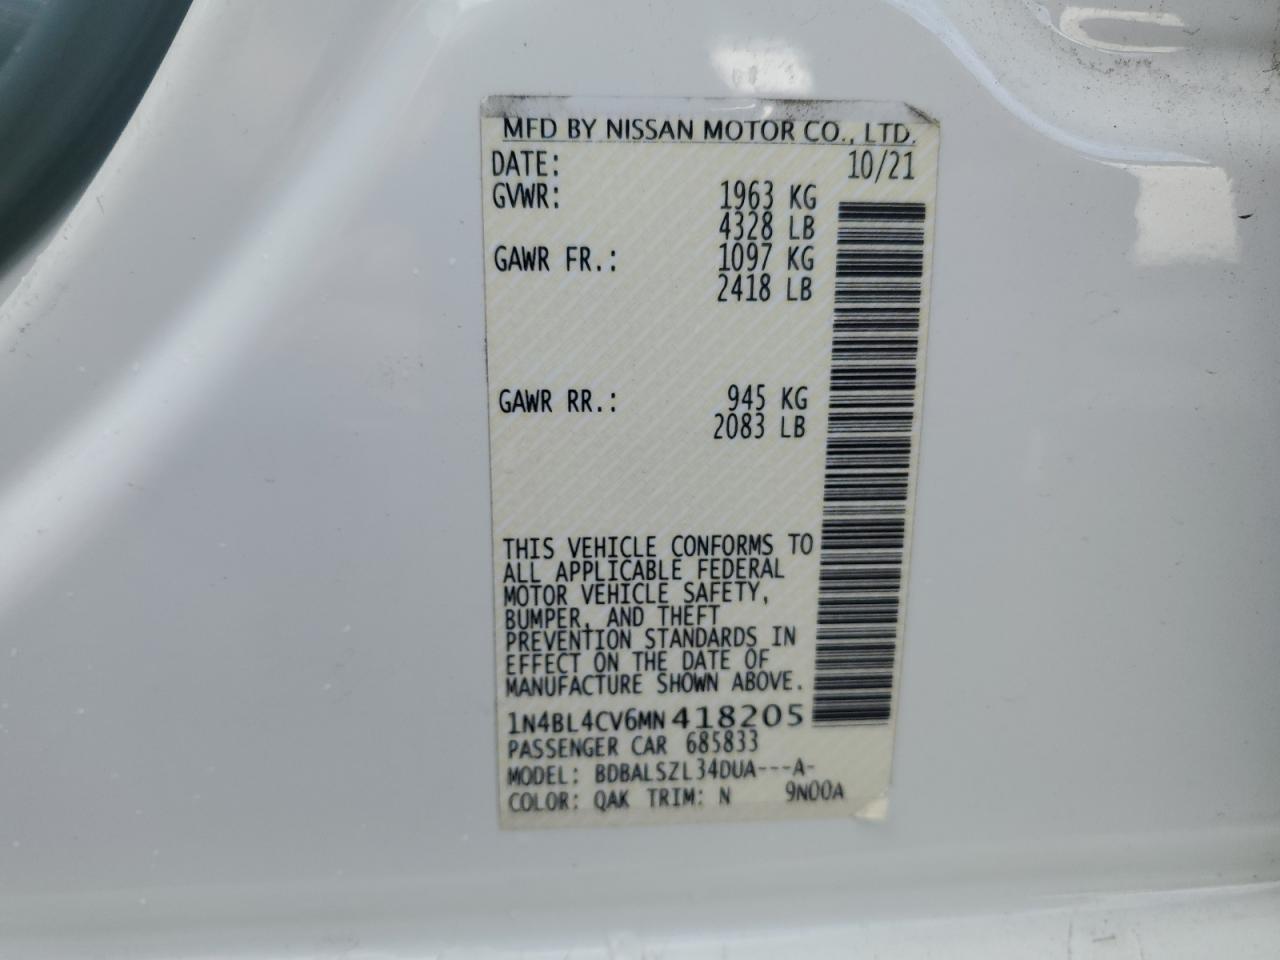 MFD BY NISSAN MOTOR CO., LTD.
DATE: 10/21
GVWR: 1963 KG
4328 LB
GAWR FR.: 1097 KG
2418 LB
GAWR RR.: 945 KG
2083 LB
THIS VEHICLE CONFORMS TO
ALL APPLICABLE FEDERAL
MOTOR VEHICLE SAFETY,
BUMPER, AND THEFT
PREVENTION STANDARDS IN
EFFECT ON THE DATE OF
MANUFACTURE SHOWN ABOVE.
1N4BL4CV6MN418205
PASSENGER CAR 685833
MODEL: BDBALSZL34DUA---A-
COLOR: QAK TRIM: N 9N00A